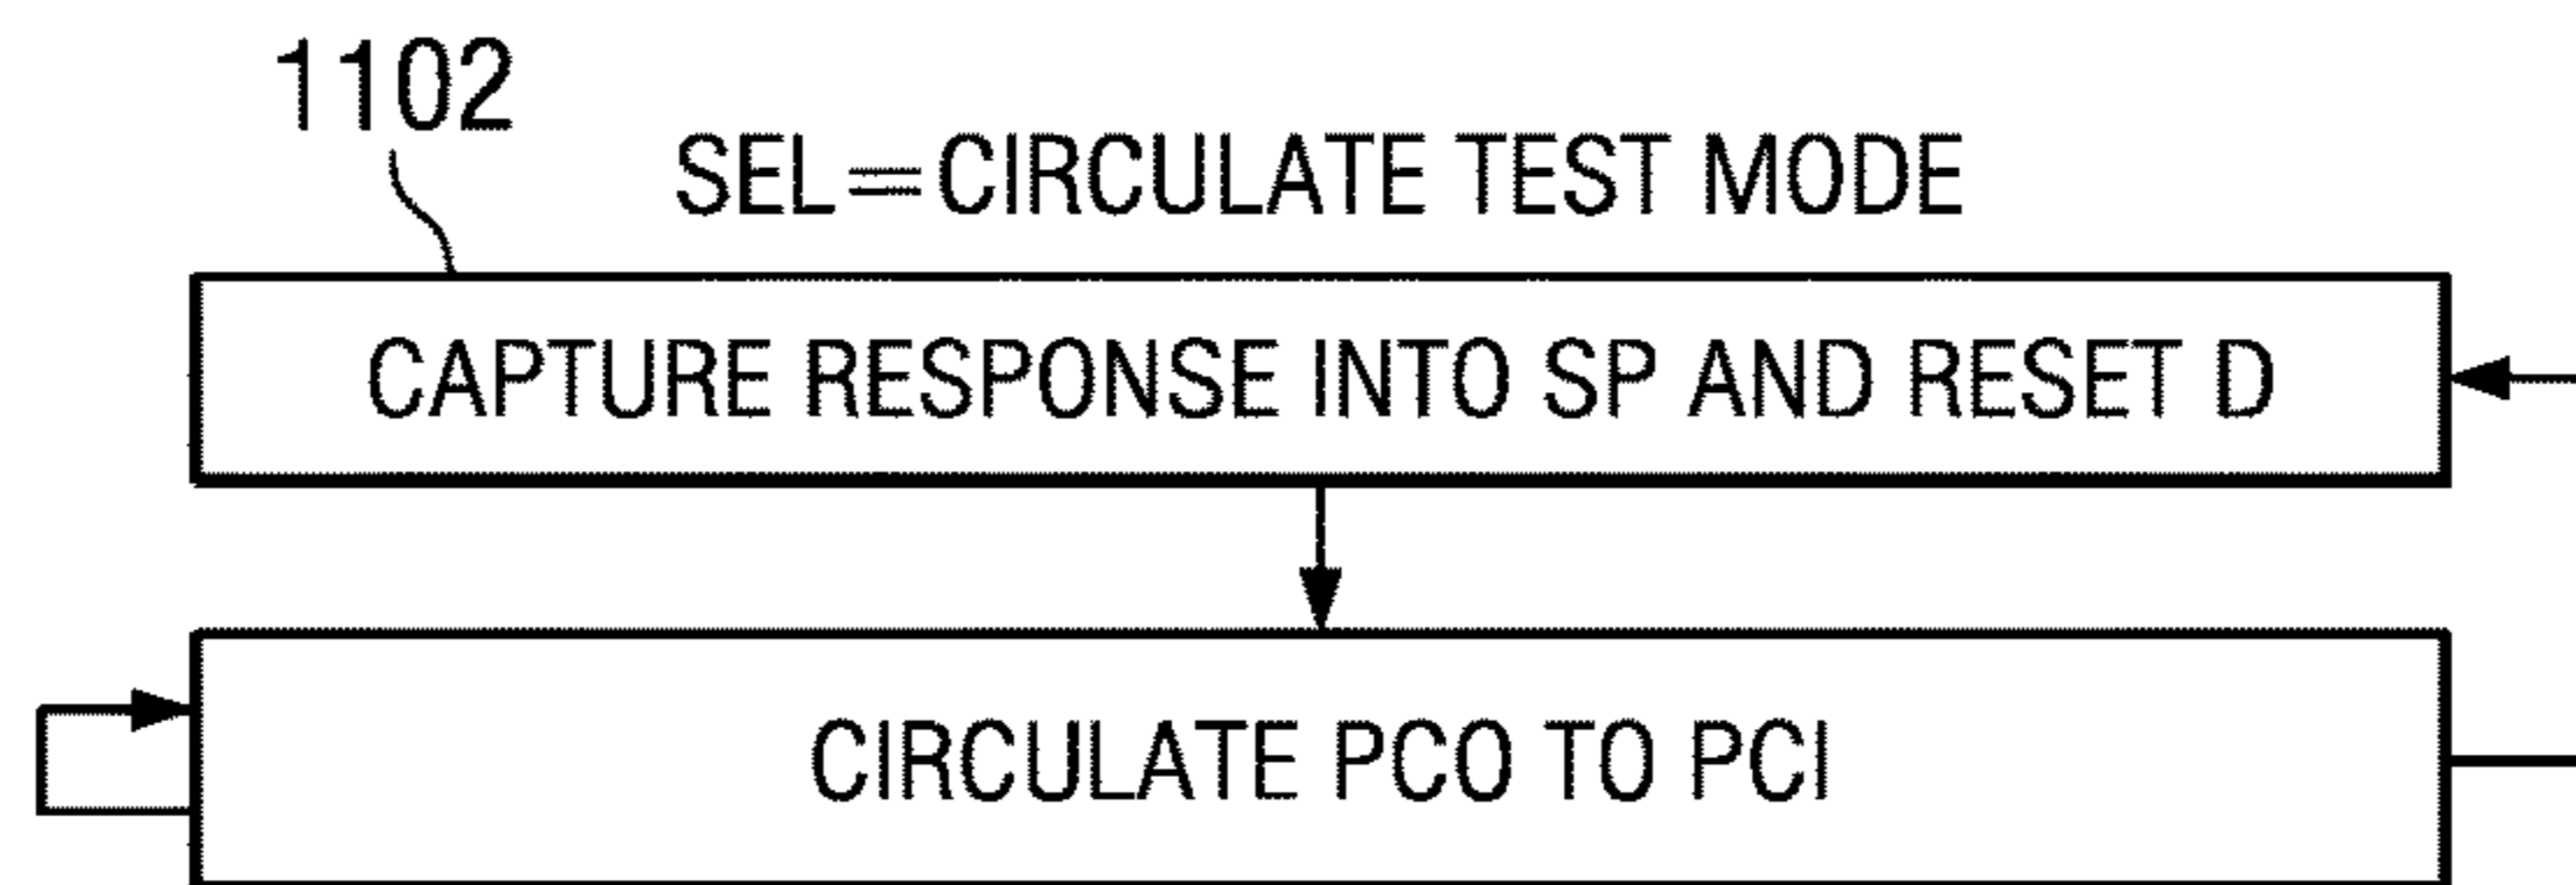 1102
SEL=CIRCULATE TEST MODE
CAPTURE RESPONSE INTO SP AND RESET D
CIRCULATE PCO TO PCI